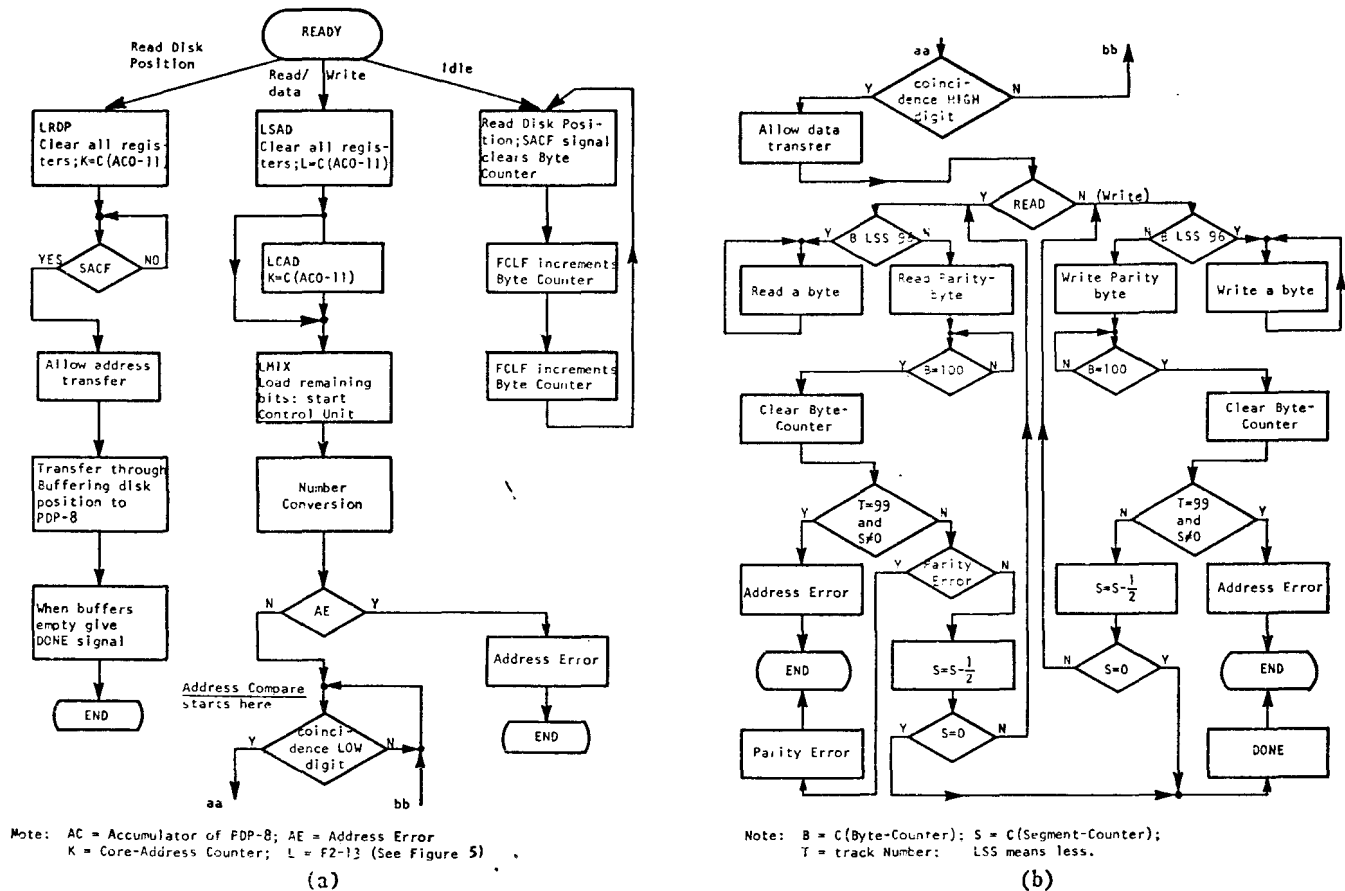 READY
Read Disk
Position
Read/
data
Write
Idle
LRDP
Clear all regis-
ters;K=C(AC0-11)
SACF
YES
NO
Allow address
transfer
Transfer through
Buffering disk
position to
PDP-8
When buffers
empty give
DONE signal
END
LSAD
Clear all regis-
ters;L=C(AC0-11)
LCAD
K=C(AC0-11)
LMIX
Load remaining
bits: start
Control Unit
Number
Conversion
AE
N
Y
Address Error
END
Address Compare
starts here
coinci-
dence LOW
digit
Y
N
aa
bb
Read Disk Posi-
tion;SACF signal
clears Byte
Counter
FCLF increments
Byte Counter
FCLF increments
Byte Counter
Note: AC = Accumulator of PDP-8; AE = Address Error
K = Core-Address Counter; L = F2-13 (See Figure 5)
(a)
aa
bb
coinci-
dence HIGH
digit
Y
N
Allow data
transfer
READ
Y
N (Write)
B LSS 96
Y
N
Read a byte
Read Parity-
byte
B=100
Y
N
Clear Byte-
Counter
T=99
and
S≠0
Y
N
Address Error
Parity
Error
Y
N
END
S=S-1/2
S=0
Y
N
Parity Error
B LSS 96
N
Y
Write Parity
byte
Write a byte
B=100
N
Y
Clear Byte-
Counter
T=99
and
S≠0
N
Y
S=S-1/2
Address Error
S=0
N
Y
END
DONE
Note: B = C(Byte-Counter); S = C(Segment-Counter);
T = track Number; LSS means less.
(b)